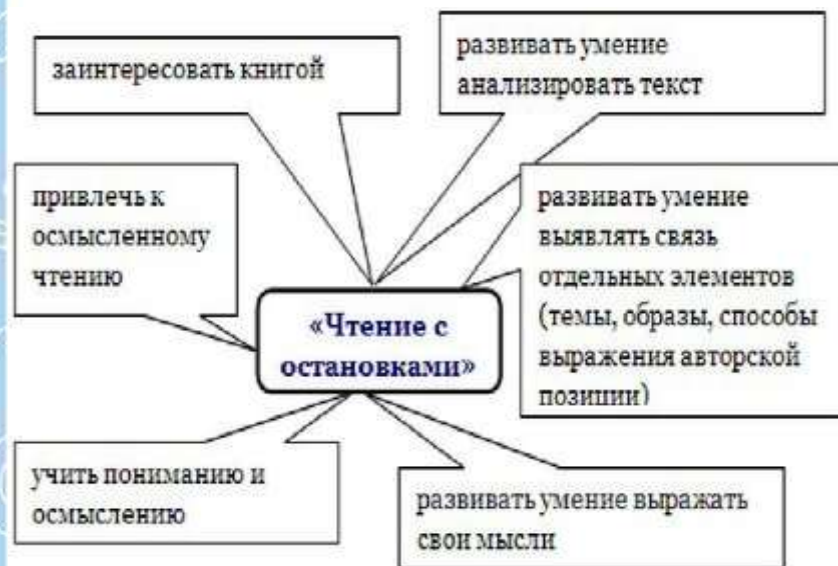 заинтересовать книгой
развивать умение
анализировать текст
привлечь к
осмысленному
чтению
развивать умение
выявлять связь
отдельных элементов
(темы, образы, способы
выражения авторской
позиции)
«Чтение с
остановками»
учить пониманию и
осмыслению
развивать умение выражать
свои мысли